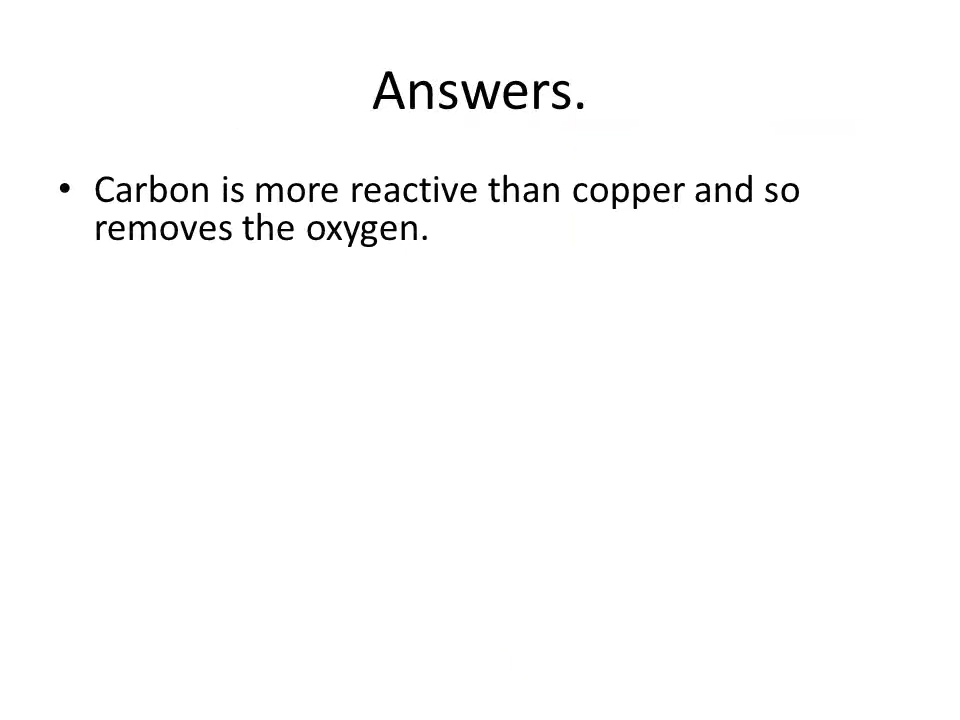 Answers.
• Carbon is more reactive than copper and so
removes the oxygen.